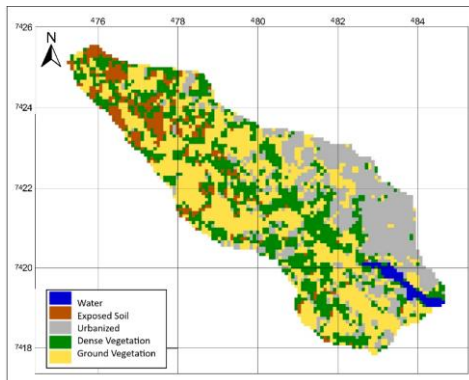 476 478 480 482 484
7426
N
7424
7422
7420
Water
Exposed Soil
Urbanized
Dense Vegetation
Ground Vegetation
7418